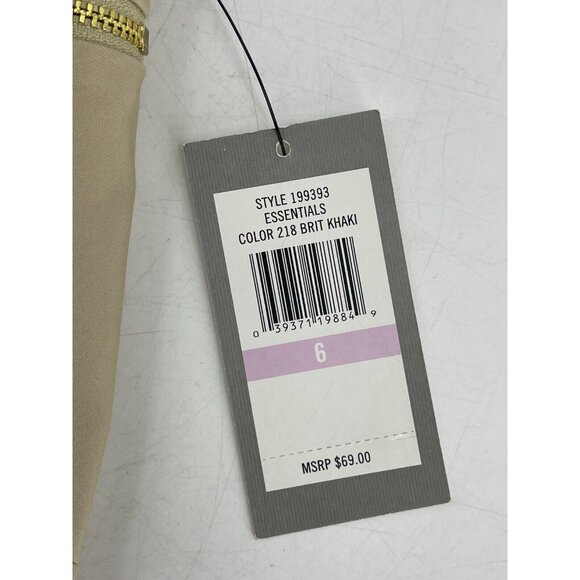 STYLE 199393
ESSENTIALS
COLOR 218 BRIT KHAKI
0 39371 19884 9
6
MSRP $69.00